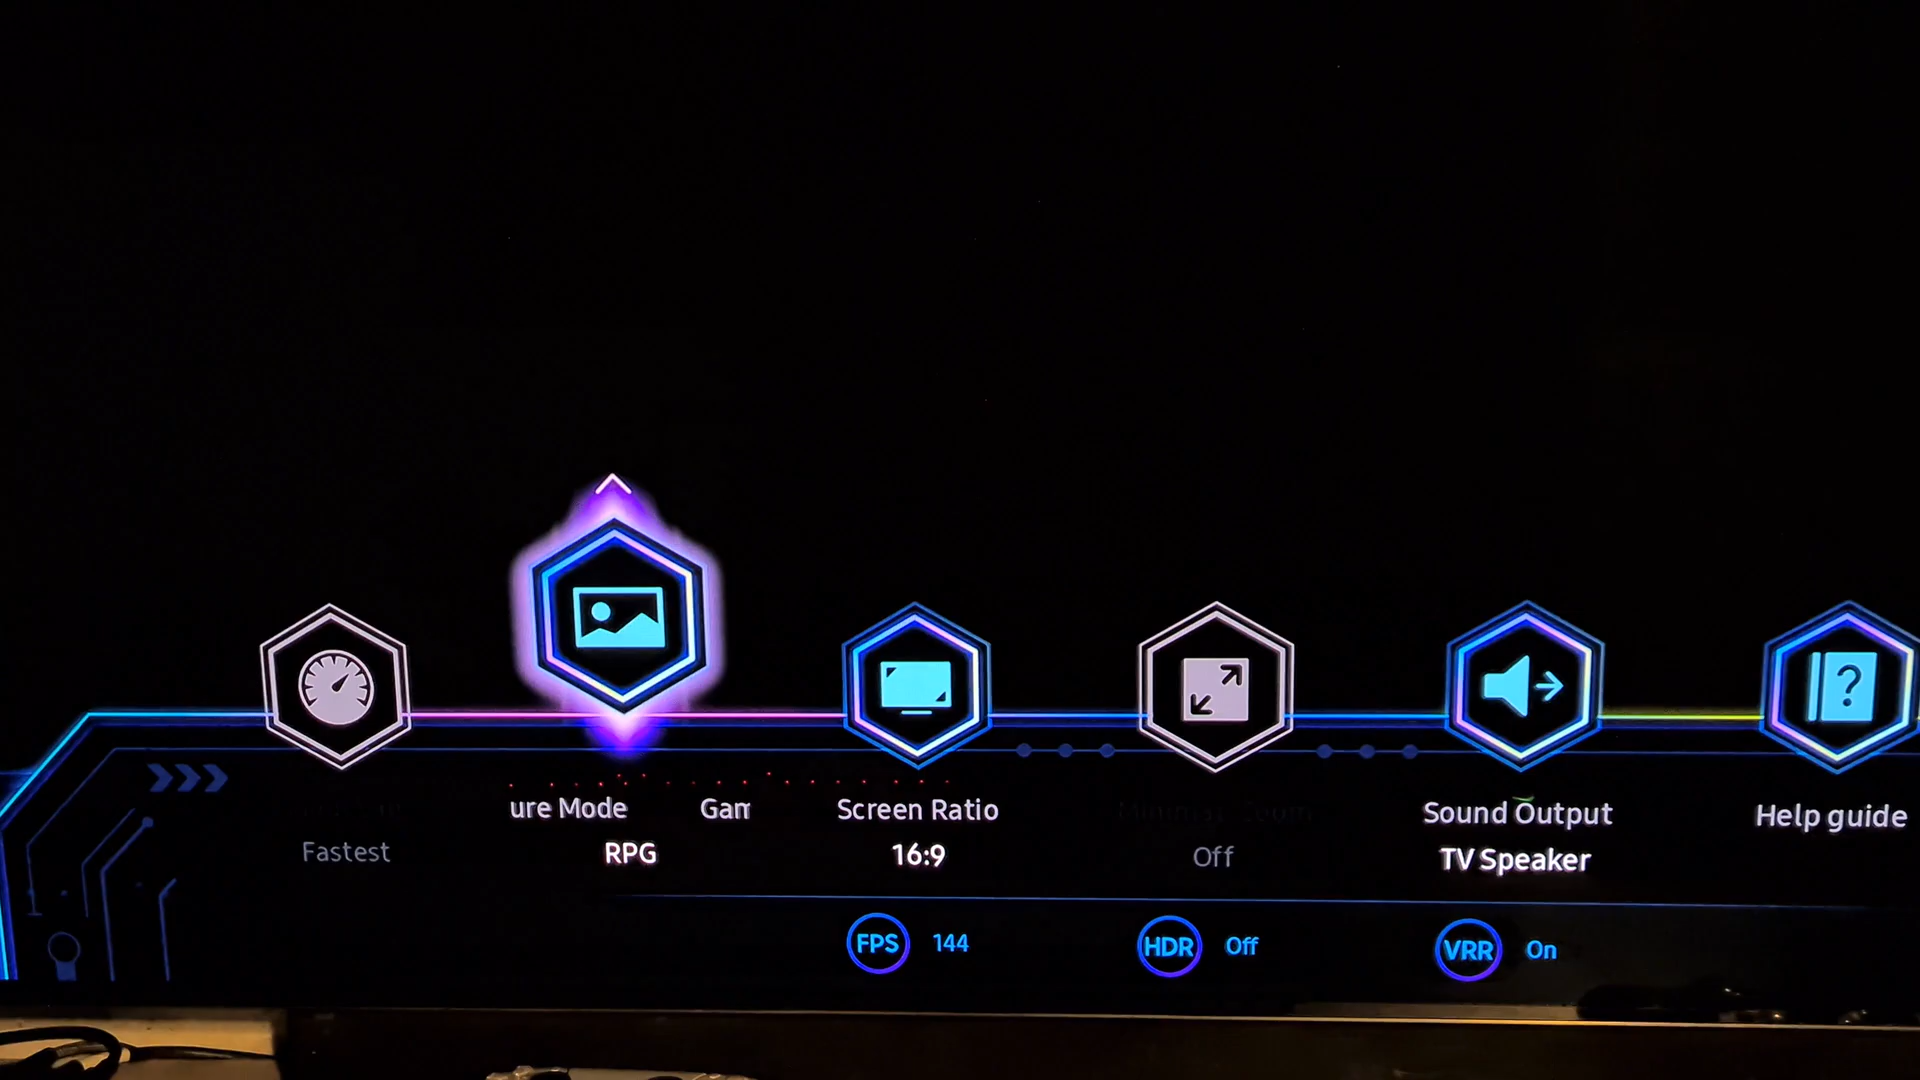 ure Mode Gam
Screen Ratio
Sound Output
Help guide
Fastest
RPG
16:9
Off
TV Speaker
FPS 144
HDR Off
VRR On